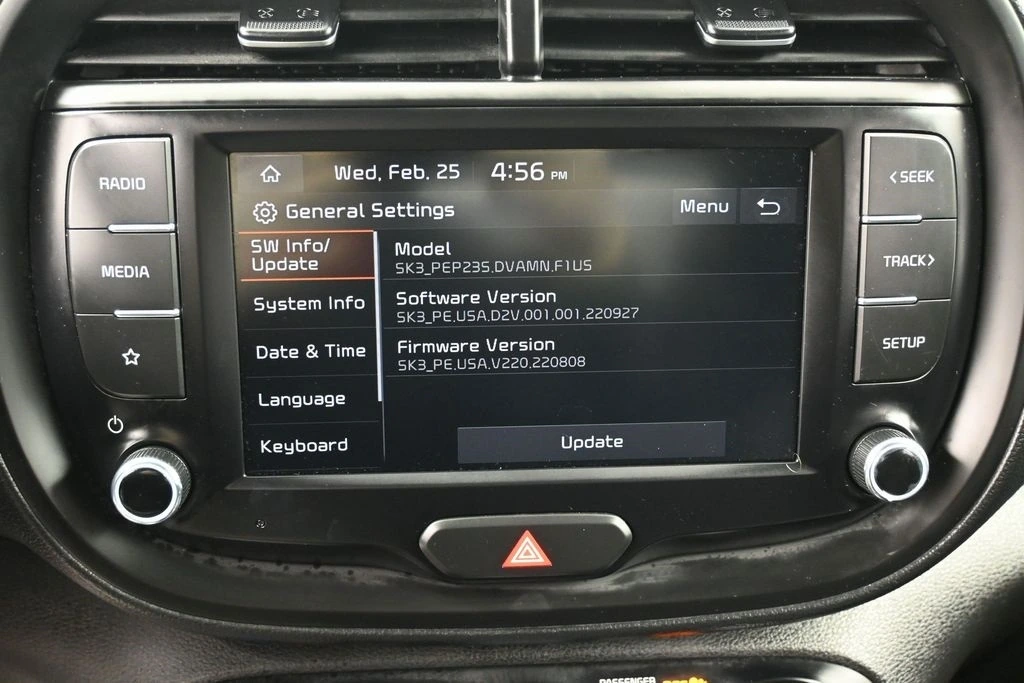 Wed, Feb. 25 4:56 PM
General Settings Menu
RADIO
MEDIA
SW Info/
Update
System Info
Date & Time
Language
Keyboard
Model
SK3_PEP23S.DVAMN.F1US
Software Version
SK3_PE.USA.D2V.001.001.220927
Firmware Version
SK3_PE.USA.V220.220808
Update
<SEEK
TRACK>
SETUP
PASSENGER